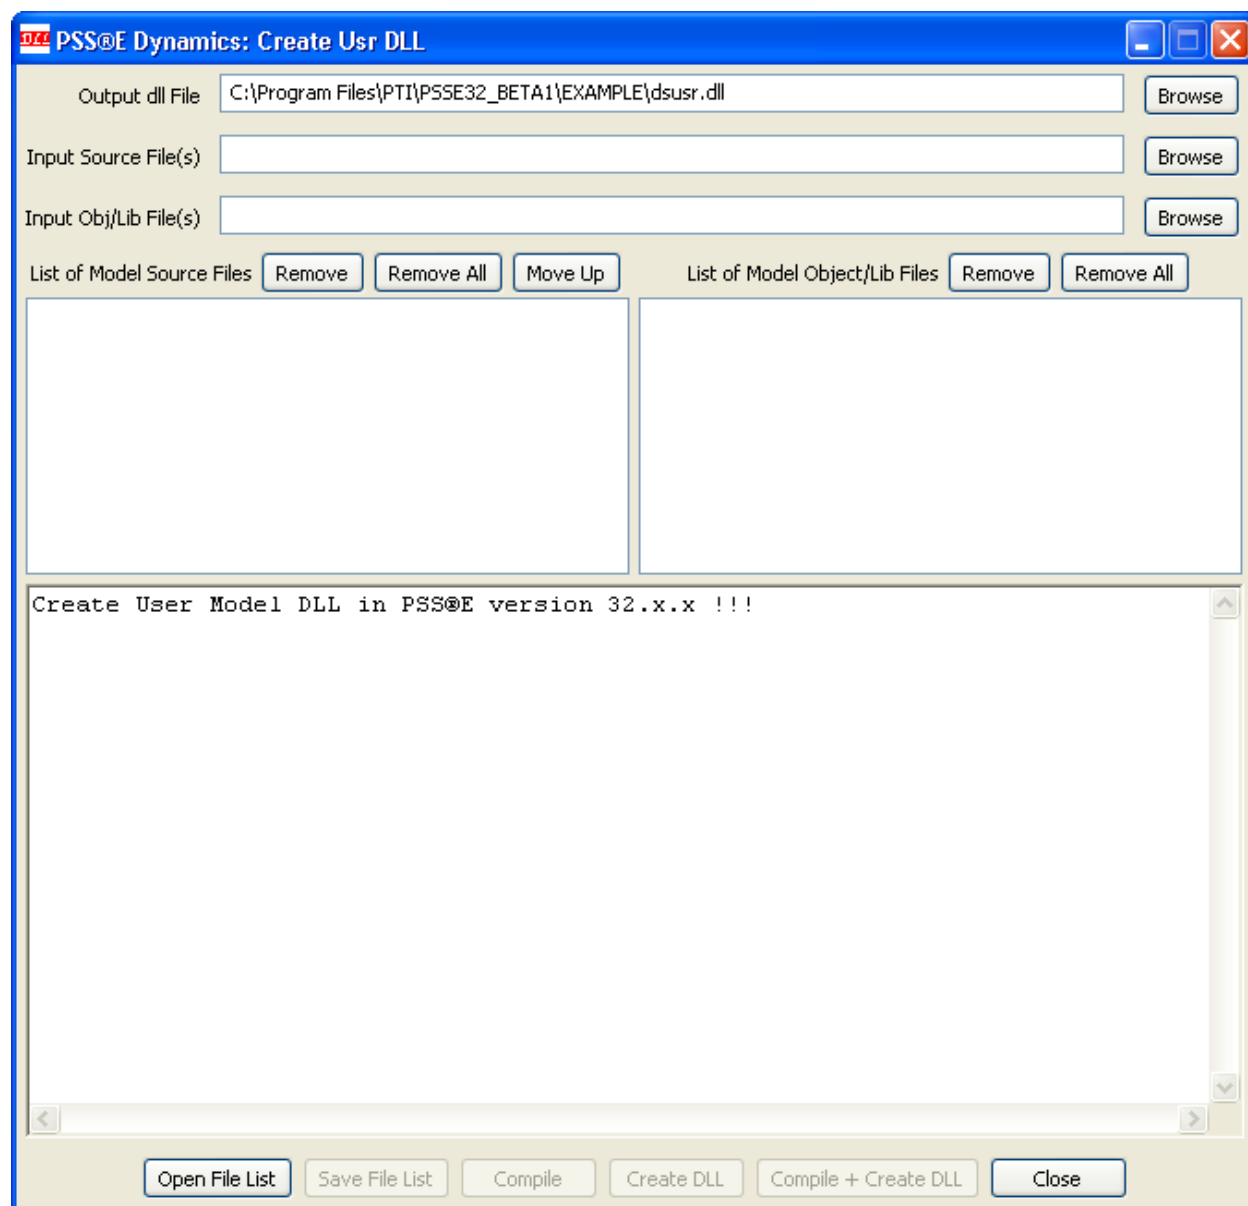 DLL PSS®E Dynamics: Create Usr DLL
Output dll File C:\Program Files\PTI\PSSE32_BETA1\EXAMPLE\dsusr.dll Browse
Input Source File(s) Browse
Input Obj/Lib File(s) Browse
List of Model Source Files Remove Remove All Move Up List of Model Object/Lib Files Remove Remove All
Create User Model DLL in PSS®E version 32.x.x !!!
Open File List Save File List Compile Create DLL Compile + Create DLL Close